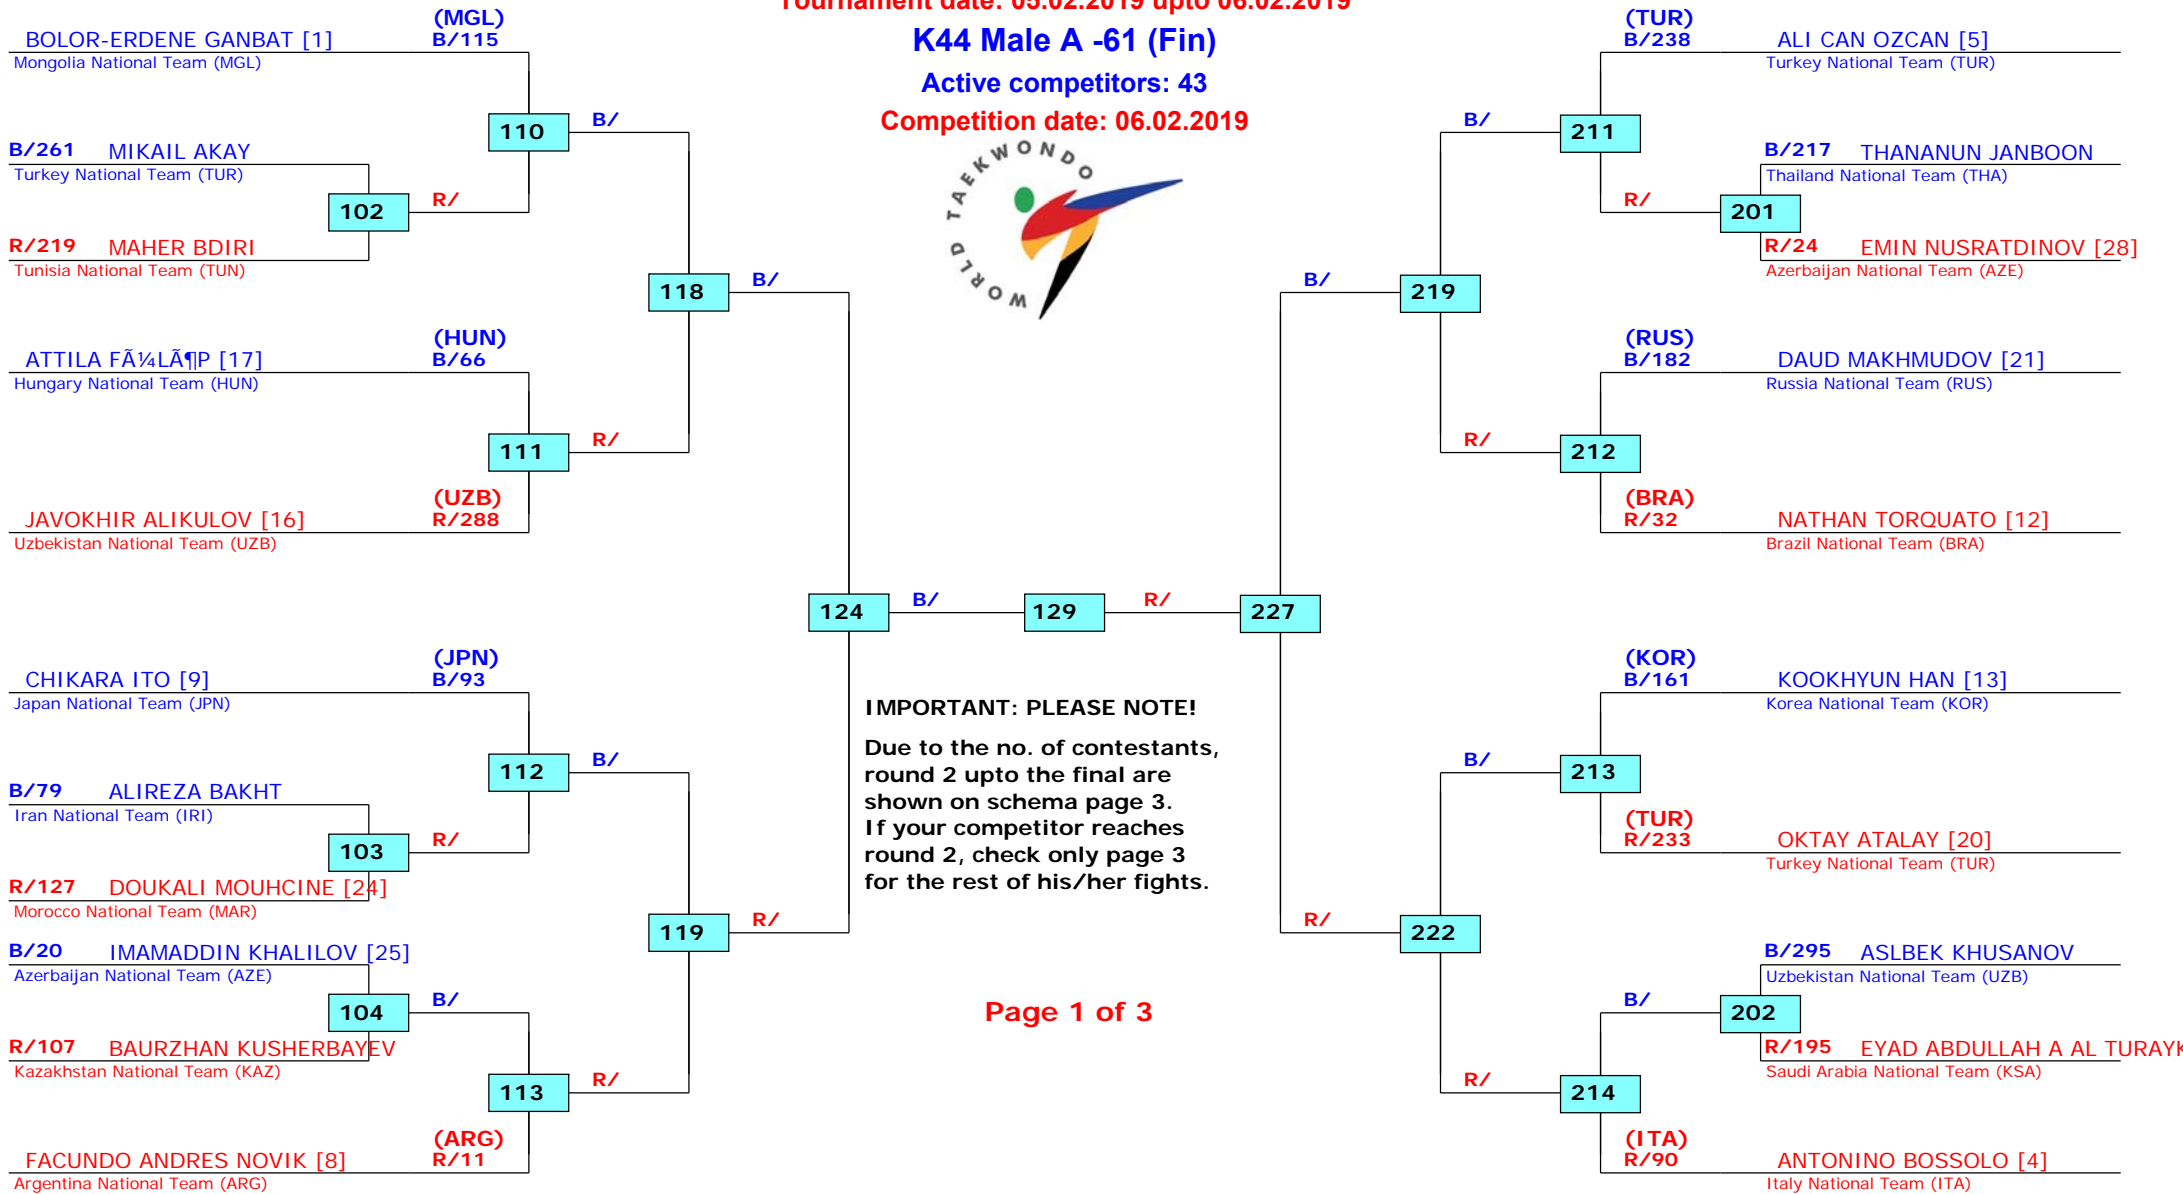 Tournament date: 05.02.2019 upto 06.02.2019
K44 Male A -61 (Fin)
Active competitors: 43
Competition date: 06.02.2019
WORLD TAEKWONDO
(MGL)
BOLOR-ERDENE GANBAT [1] B/115
Mongolia National Team (MGL)
110
B/
B/261 MIKAIL AKAY
Turkey National Team (TUR)
102
R/
R/219 MAHER BDIRI
Tunisia National Team (TUN)
118
B/
(HUN)
ATTILA FÃ¼LÃ¶P [17] B/66
Hungary National Team (HUN)
111
R/
(UZB)
JAVOKHIR ALIKULOV [16] R/288
Uzbekistan National Team (UZB)
124
B/
129
R/
227
(JPN)
CHIKARA ITO [9] B/93
Japan National Team (JPN)
112
B/
B/79 ALIREZA BAKHT
Iran National Team (IRI)
103
R/
R/127 DOUKALI MOUHCINE [24]
Morocco National Team (MAR)
119
R/
B/20 IMAMADDIN KHALILOV [25]
Azerbaijan National Team (AZE)
104
B/
R/107 BAURZHAN KUSHERBAYEV
Kazakhstan National Team (KAZ)
113
R/
(ARG)
FACUNDO ANDRES NOVIK [8] R/11
Argentina National Team (ARG)
IMPORTANT: PLEASE NOTE!
Due to the no. of contestants,
round 2 upto the final are
shown on schema page 3.
If your competitor reaches
round 2, check only page 3
for the rest of his/her fights.
Page 1 of 3
(TUR)
B/238 ALI CAN OZCAN [5]
Turkey National Team (TUR)
B/
211
B/217 THANANUN JANBOON
Thailand National Team (THA)
R/
201
R/24 EMIN NUSRATDINOV [28]
Azerbaijan National Team (AZE)
B/
219
(RUS)
B/182 DAUD MAKHMUDOV [21]
Russia National Team (RUS)
R/
212
(BRA)
R/32 NATHAN TORQUATO [12]
Brazil National Team (BRA)
(KOR)
B/161 KOOKHYUN HAN [13]
Korea National Team (KOR)
B/
213
(TUR)
R/233 OKTAY ATALAY [20]
Turkey National Team (TUR)
R/
222
B/295 ASLBEK KHUSANOV
Uzbekistan National Team (UZB)
B/
202
R/195 EYAD ABDULLAH A AL TURAYK
Saudi Arabia National Team (KSA)
R/
214
(ITA)
R/90 ANTONINO BOSSOLO [4]
Italy National Team (ITA)